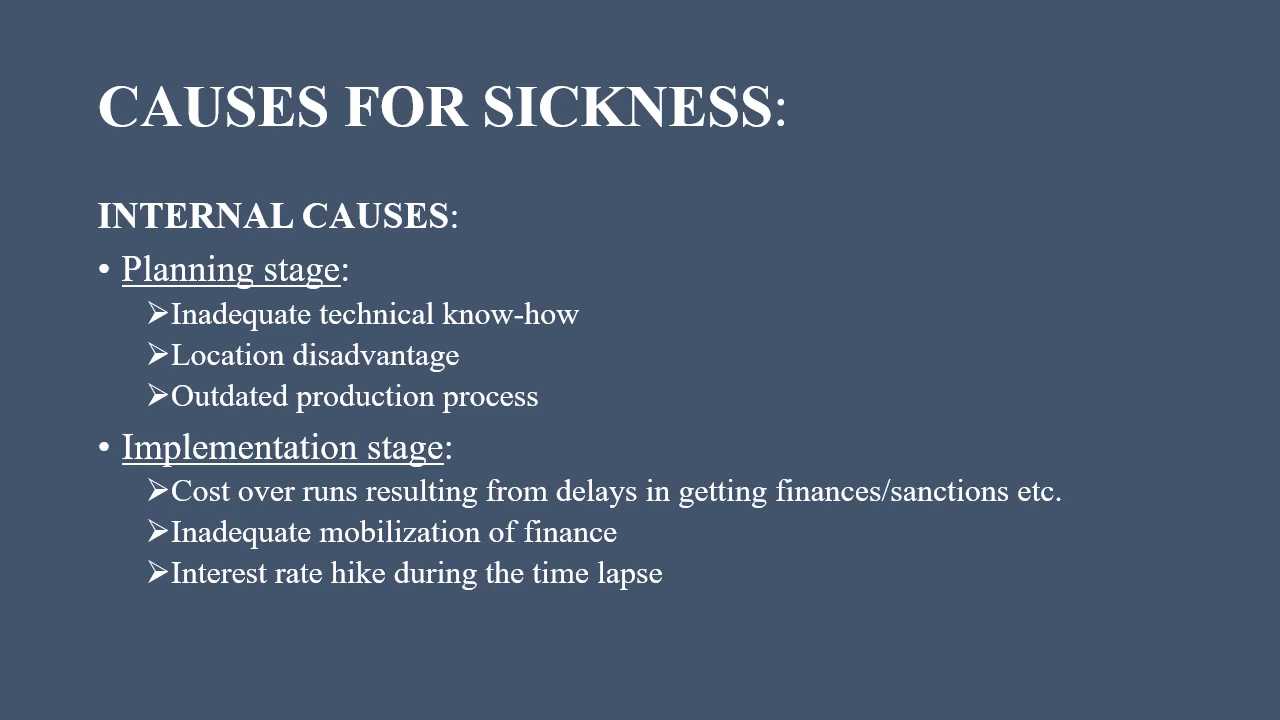 CAUSES FOR SICKNESS:
INTERNAL CAUSES:
• Planning stage:
➢Inadequate technical know-how
➢Location disadvantage
➢Outdated production process
• Implementation stage:
➢Cost over runs resulting from delays in getting finances/sanctions etc.
➢Inadequate mobilization of finance
➢Interest rate hike during the time lapse